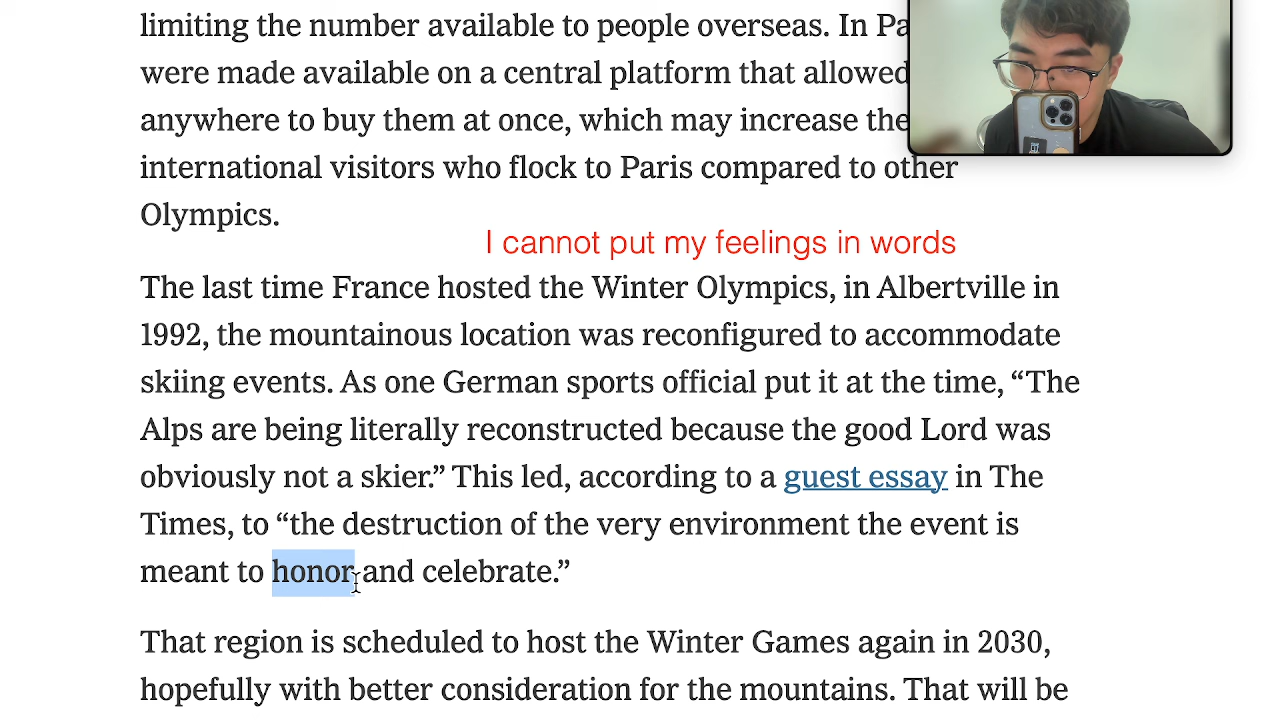 limiting the number available to people overseas. In Pa
were made available on a central platform that allowed
anywhere to buy them at once, which may increase the
international visitors who flock to Paris compared to other
Olympics.
I cannot put my feelings in words
The last time France hosted the Winter Olympics, in Albertville in
1992, the mountainous location was reconfigured to accommodate
skiing events. As one German sports official put it at the time, “The
Alps are being literally reconstructed because the good Lord was
obviously not a skier.” This led, according to a guest essay in The
Times, to “the destruction of the very environment the event is
meant to honor and celebrate.”
That region is scheduled to host the Winter Games again in 2030,
hopefully with better consideration for the mountains. That will be